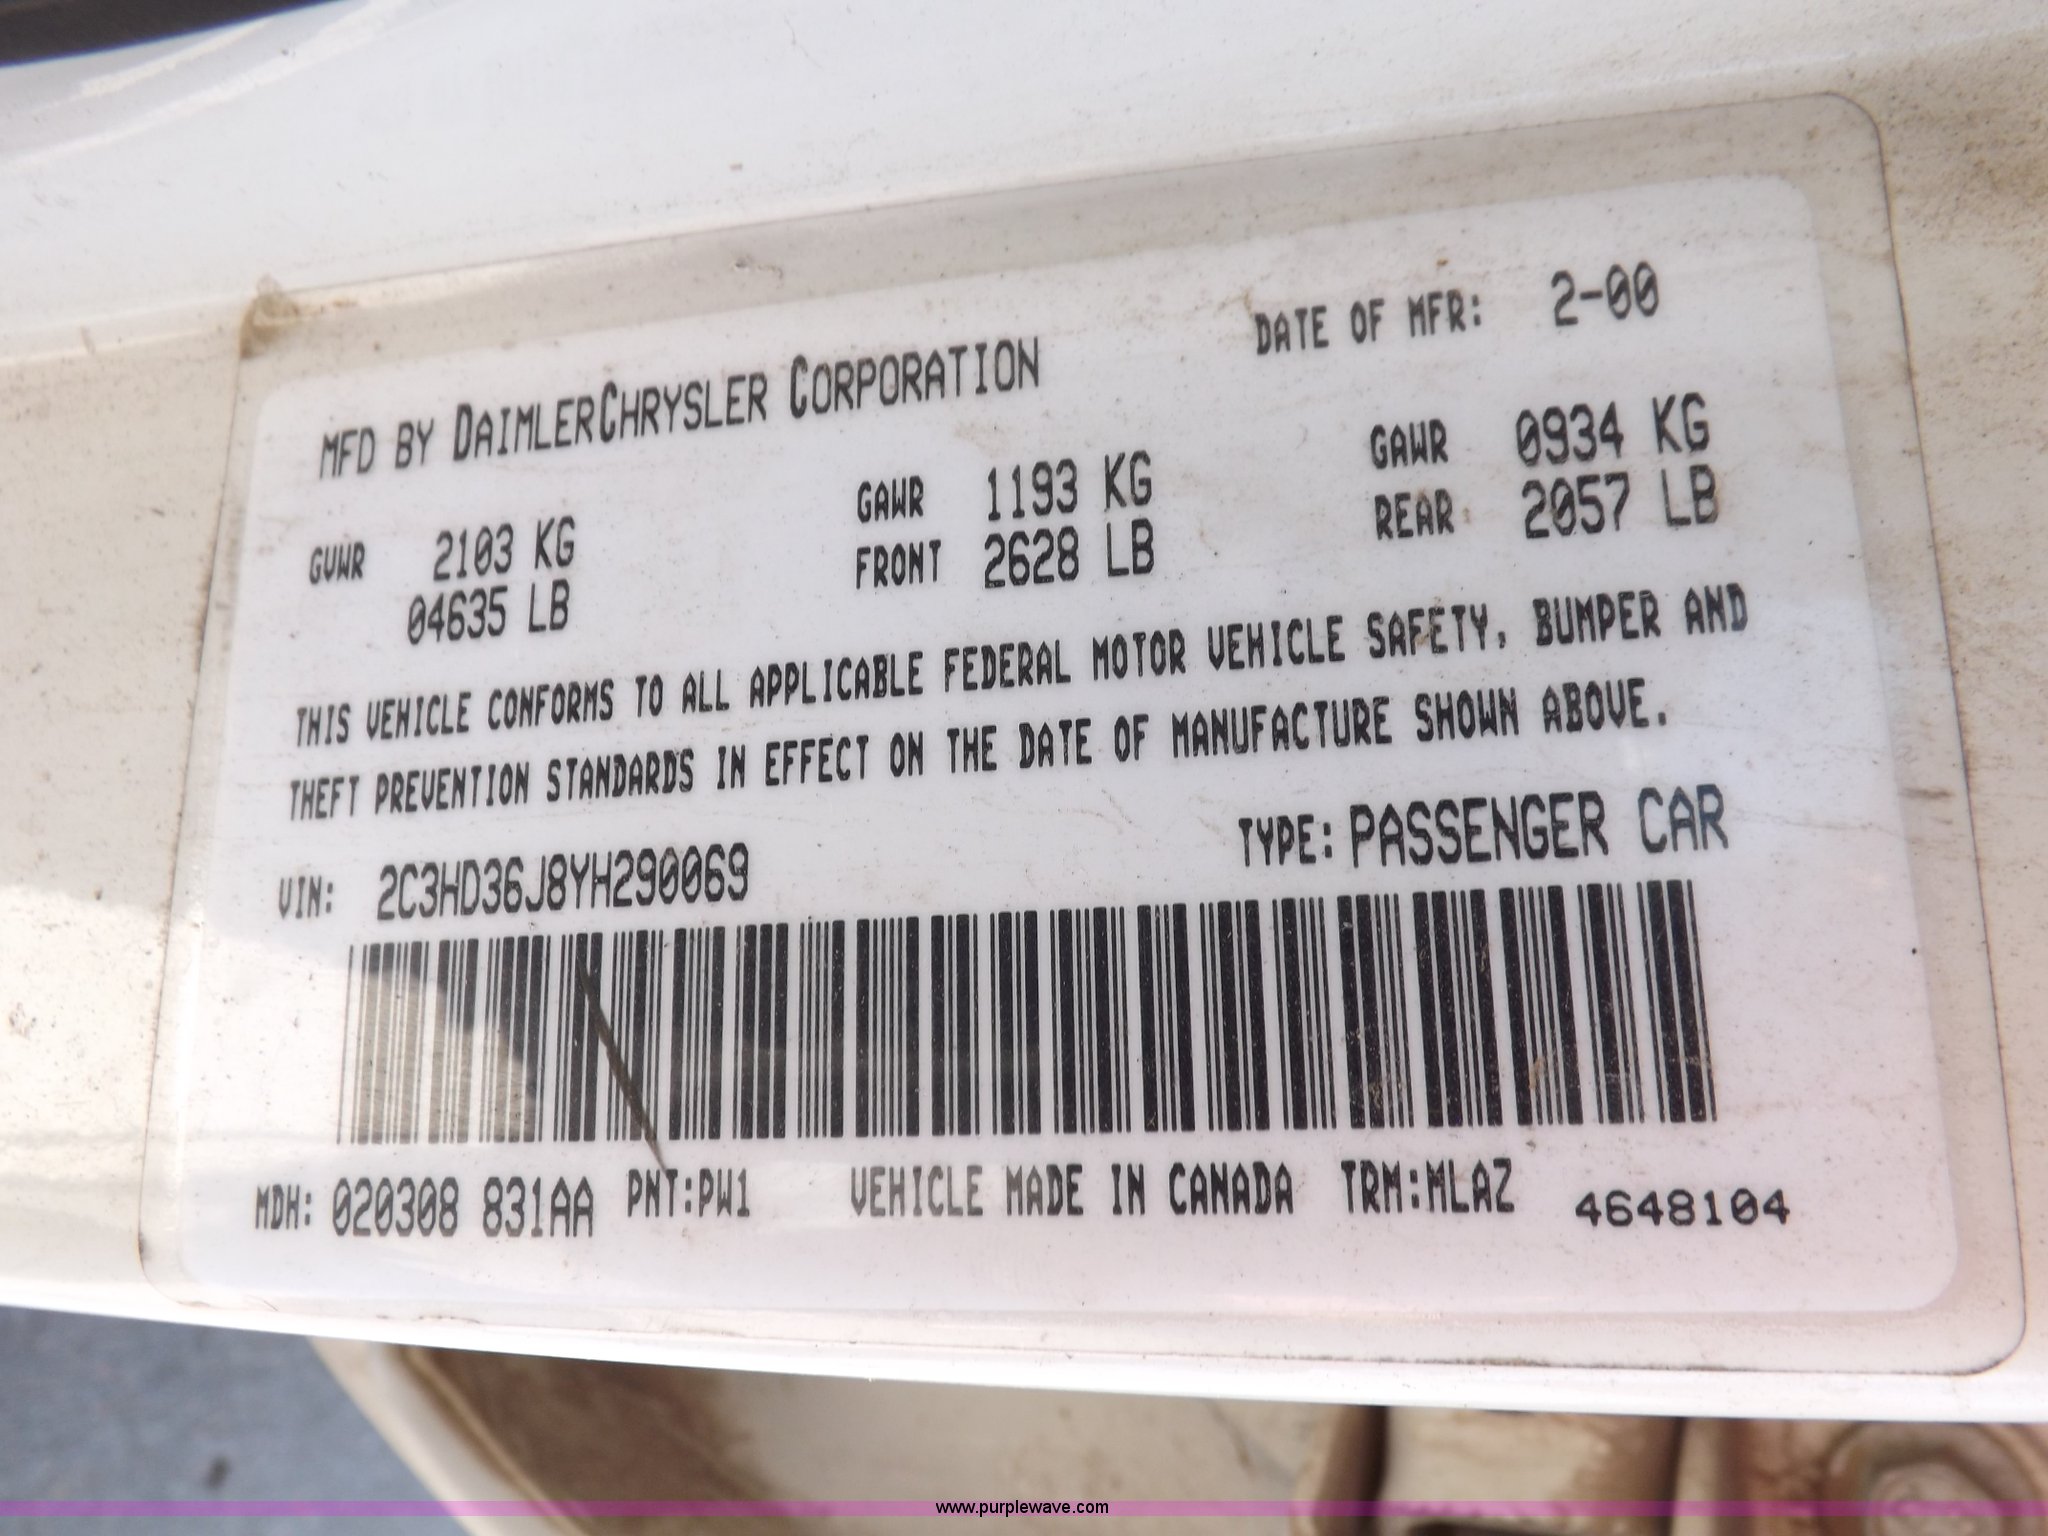 MFD BY DAIMLERCHRYSLER CORPORATION DATE OF MFR: 2-00
GVWR 2103 KG GAWR 1193 KG GAWR 0934 KG
04635 LB FRONT 2628 LB REAR 2057 LB
THIS VEHICLE CONFORMS TO ALL APPLICABLE FEDERAL MOTOR VEHICLE SAFETY, BUMPER AND
THEFT PREVENTION STANDARDS IN EFFECT ON THE DATE OF MANUFACTURE SHOWN ABOVE.
VIN: 2C3HD36J8YH290069 TYPE: PASSENGER CAR
MDH: 020308 831AA PNT:PW1 VEHICLE MADE IN CANADA TRM:MLAZ 4648104
www.purplewave.com